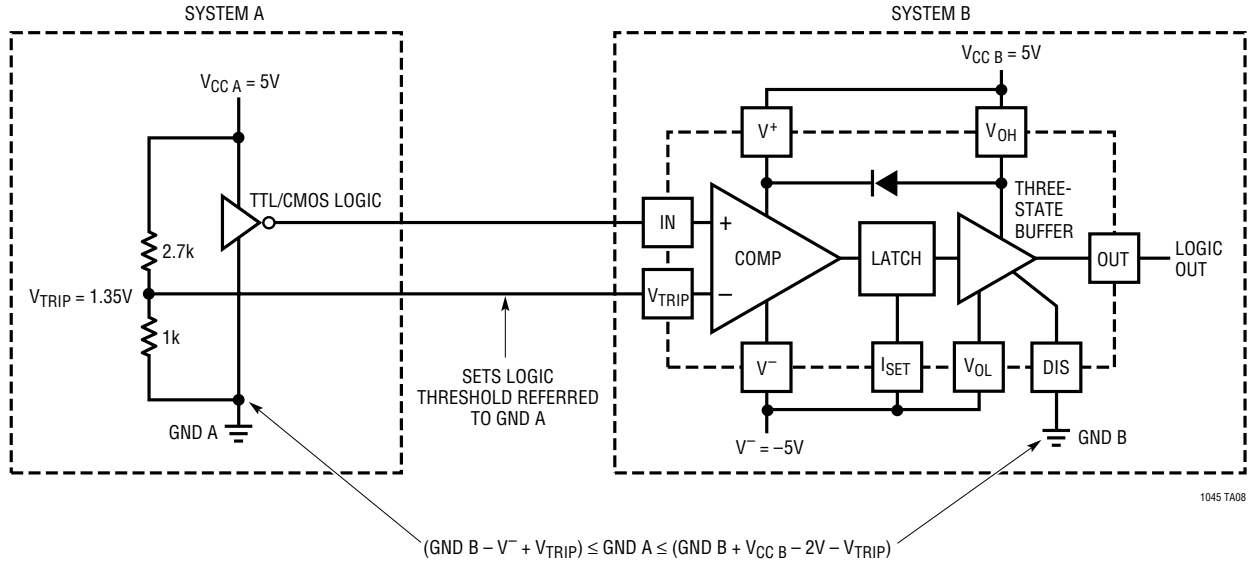 SYSTEM A
SYSTEM B
V_CC A = 5V
V_CC B = 5V
V⁺
V_OH
TTL/CMOS LOGIC
THREE-
STATE
BUFFER
IN
+
COMP
LATCH
OUT
LOGIC
OUT
2.7k
V_TRIP = 1.35V
V_TRIP
–
1k
V⁻
I_SET
V_OL
DIS
SETS LOGIC
THRESHOLD REFERRED
TO GND A
GND A
V⁻ = –5V
GND B
1045 TA08
(GND B – V⁻ + V_TRIP) ≤ GND A ≤ (GND B + V_CC B – 2V – V_TRIP)